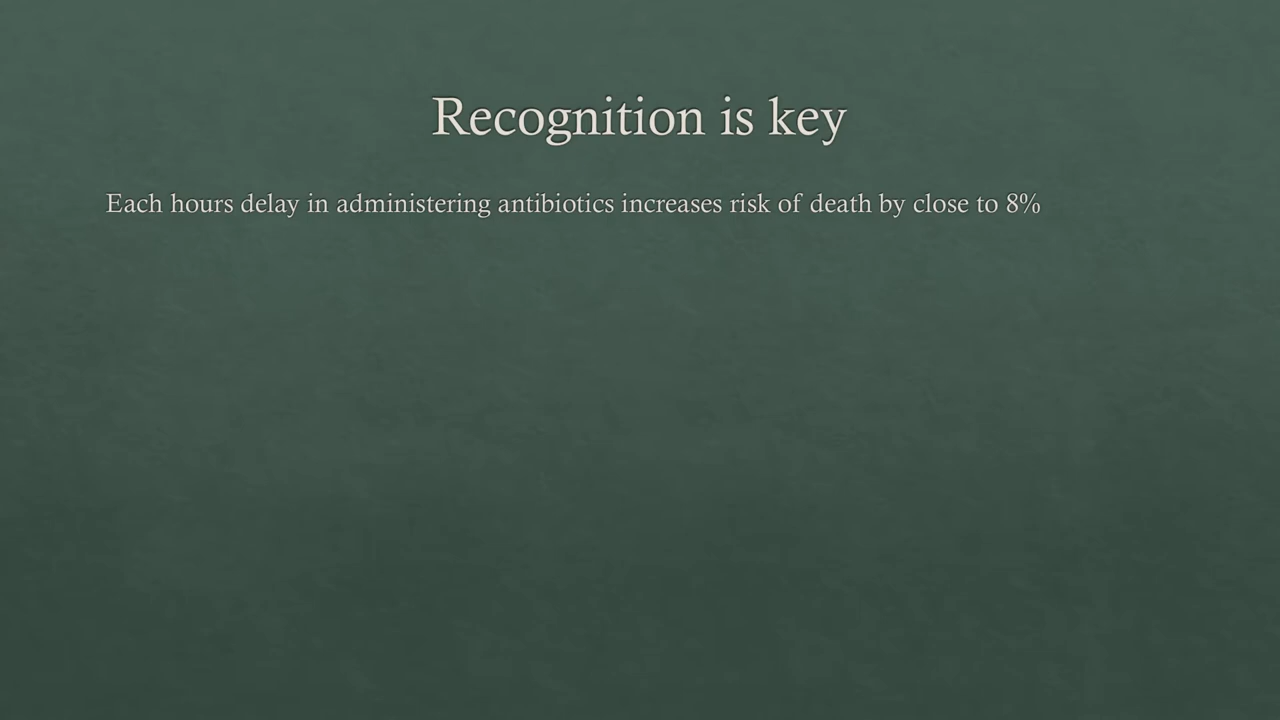 Recognition is key
Each hours delay in administering antibiotics increases risk of death by close to 8%